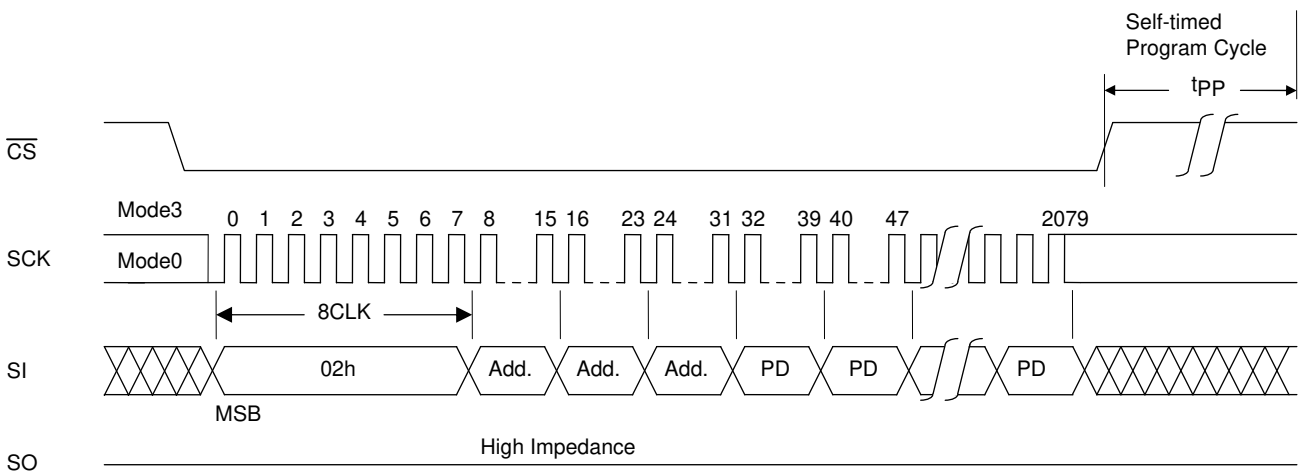 Self-timed
Program Cycle
tPP
CS
Mode3
0 1 2 3 4 5 6 7 8 15 16 23 24 31 32 39 40 47 2079
SCK
Mode0
8CLK
SI
02h Add. Add. Add. PD PD PD
MSB
High Impedance
SO